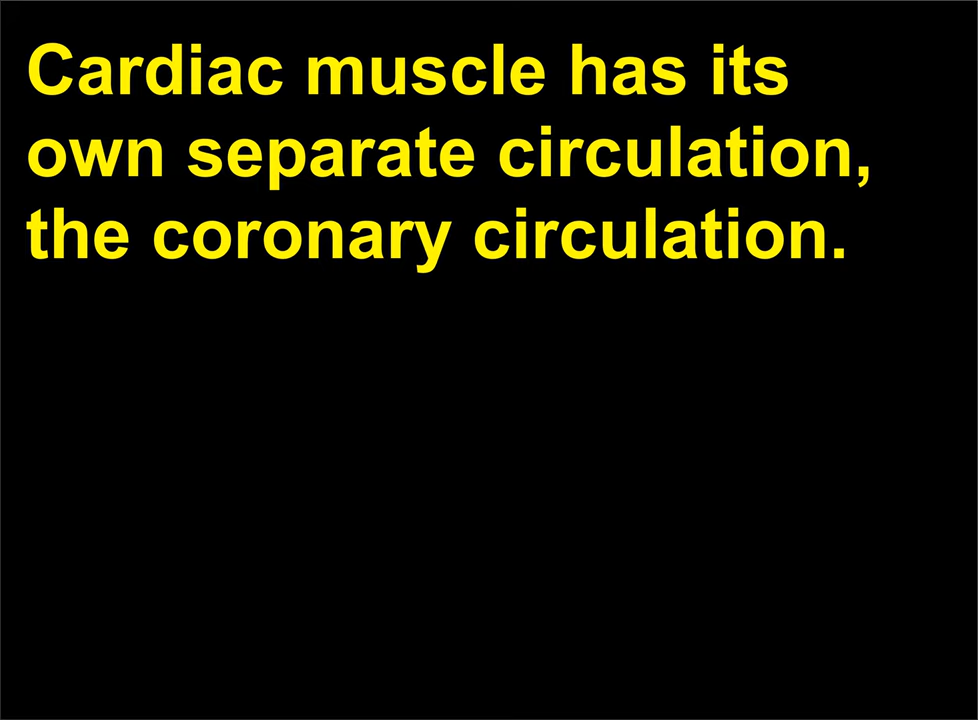 Cardiac muscle has its
own separate circulation,
the coronary circulation.